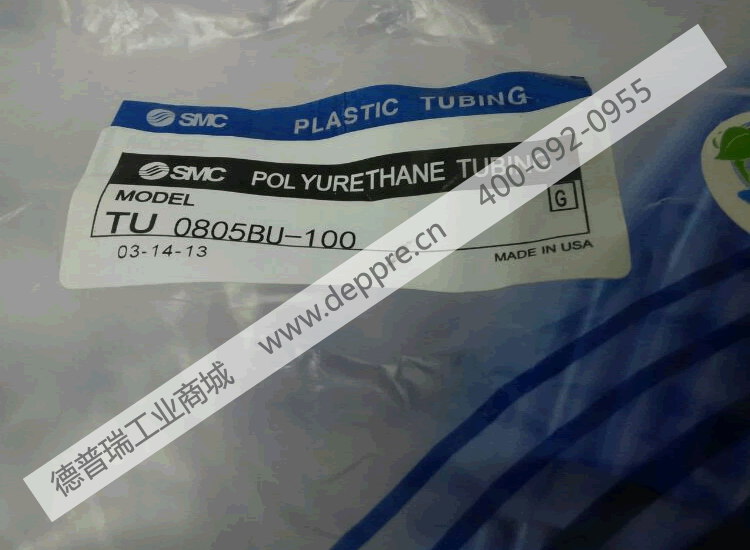 SMC PLASTIC TUBING
SMC POLYURETHANE TUBING
MODEL
G
TU 0805BU-100
03-14-13
MADE IN USA
德普瑞工业商城 www.deppre.cn 400-092-0955